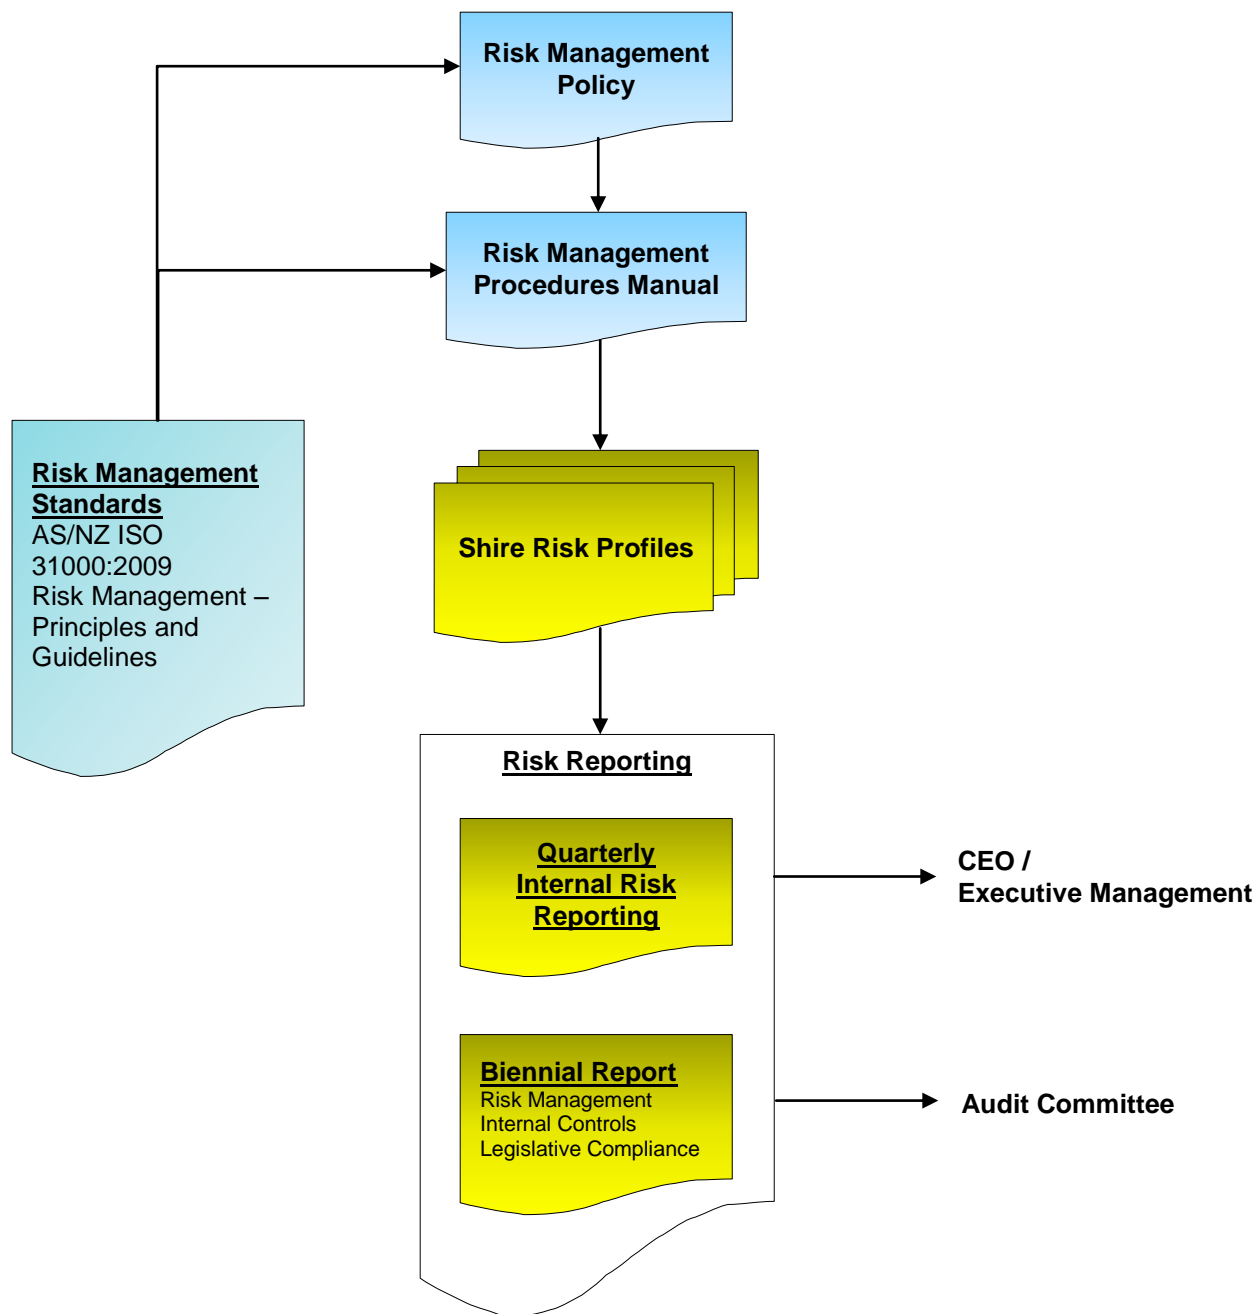 Risk Management
Policy
Risk Management
Procedures Manual
Risk Management
Standards
AS/NZ ISO
31000:2009
Risk Management –
Principles and
Guidelines
Shire Risk Profiles
Risk Reporting
Quarterly
Internal Risk
Reporting
CEO /
Executive Management
Biennial Report
Risk Management
Internal Controls
Legislative Compliance
Audit Committee